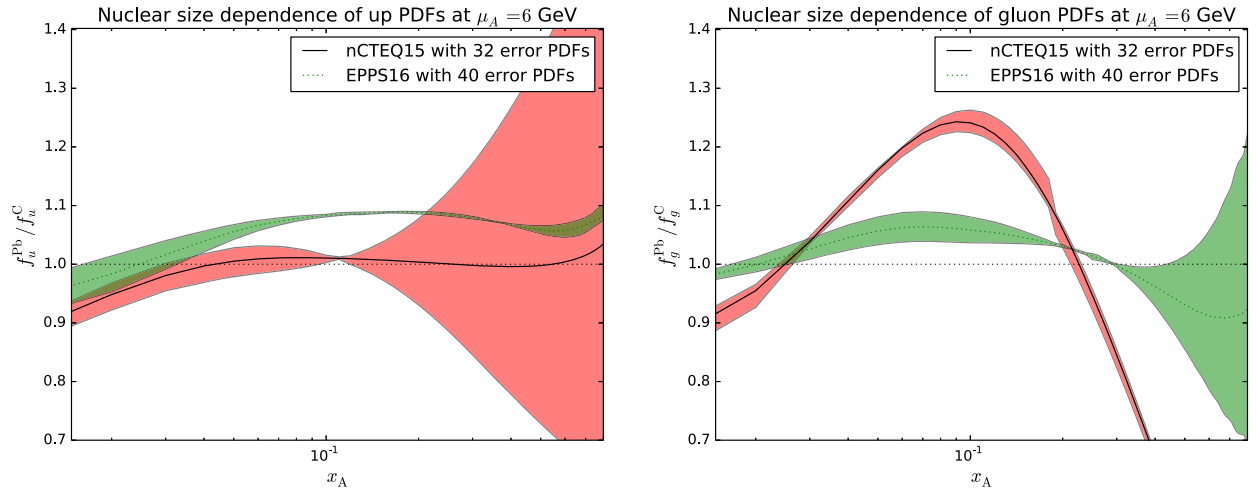 Nuclear size dependence of up PDFs at μ_A = 6 GeV
nCTEQ15 with 32 error PDFs
EPPS16 with 40 error PDFs
1.4
1.3
1.2
1.1
1.0
0.9
0.8
0.7
f_u^Pb / f_u^C
10^-1
x_A
Nuclear size dependence of gluon PDFs at μ_A = 6 GeV
nCTEQ15 with 32 error PDFs
EPPS16 with 40 error PDFs
1.4
1.3
1.2
1.1
1.0
0.9
0.8
0.7
f_g^Pb / f_g^C
10^-1
x_A